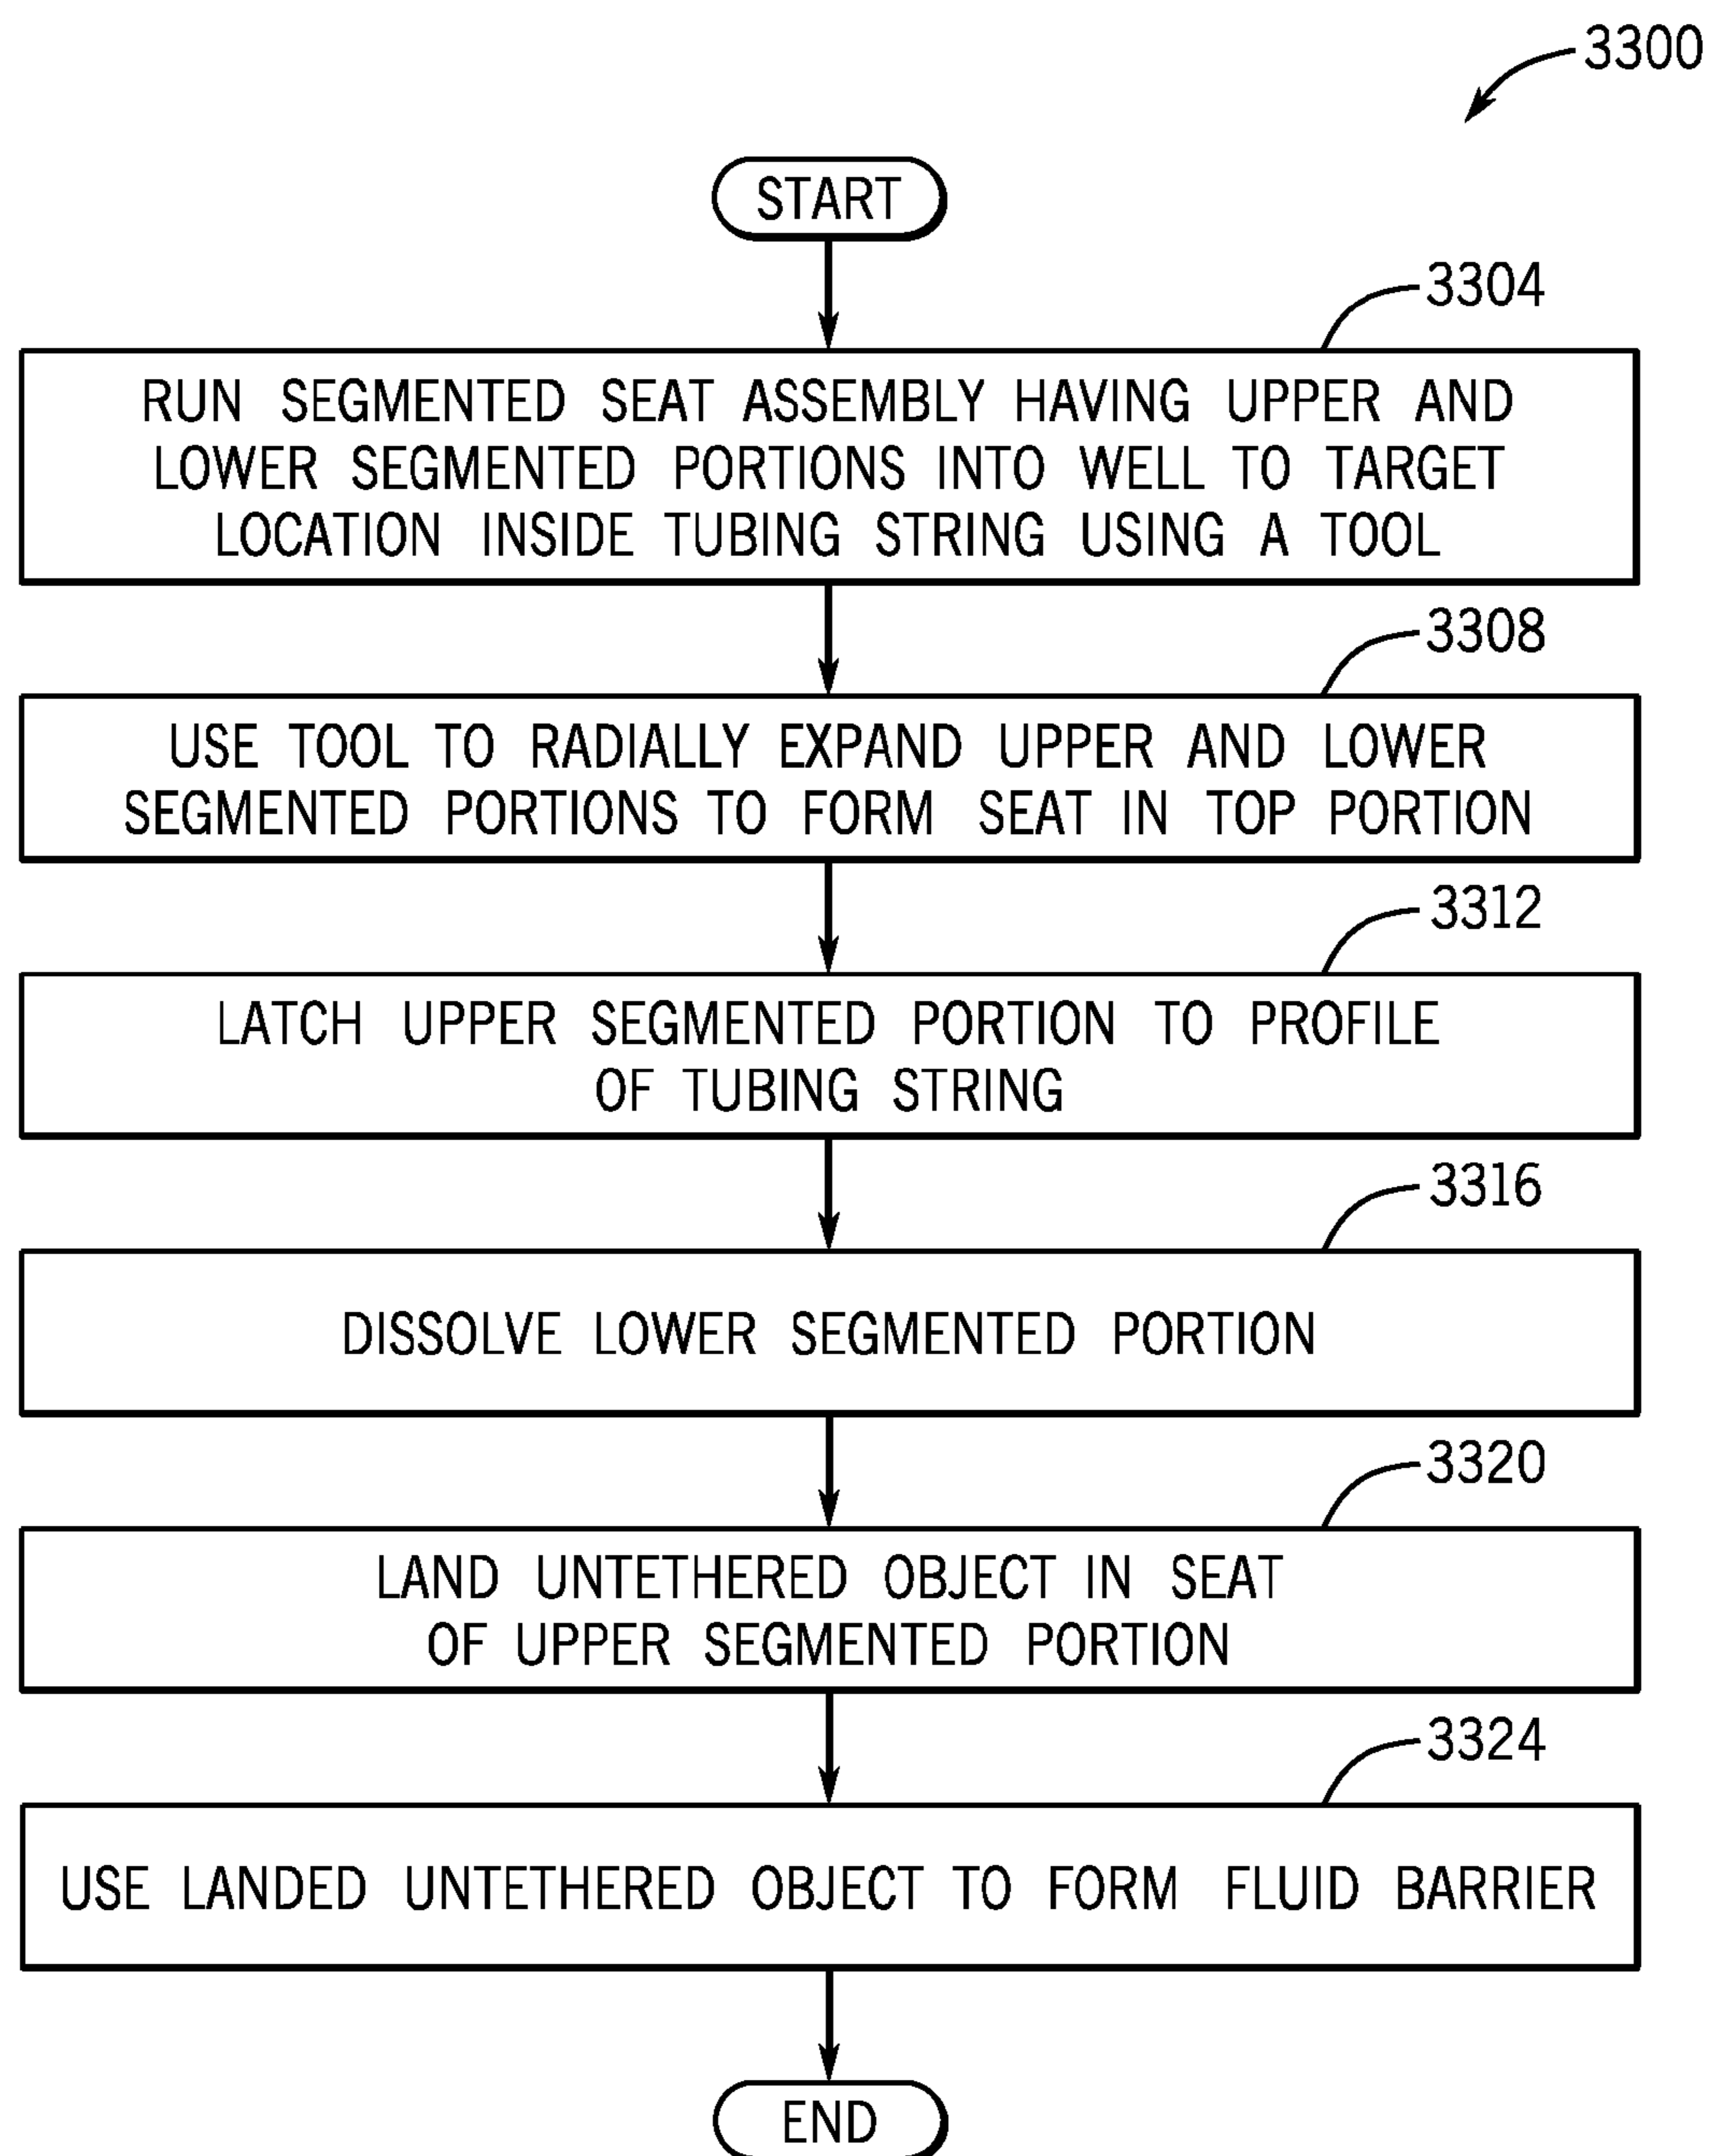 3300
START
3304
RUN SEGMENTED SEAT ASSEMBLY HAVING UPPER AND
LOWER SEGMENTED PORTIONS INTO WELL TO TARGET
LOCATION INSIDE TUBING STRING USING A TOOL
3308
USE TOOL TO RADIALLY EXPAND UPPER AND LOWER
SEGMENTED PORTIONS TO FORM SEAT IN TOP PORTION
3312
LATCH UPPER SEGMENTED PORTION TO PROFILE
OF TUBING STRING
3316
DISSOLVE LOWER SEGMENTED PORTION
3320
LAND UNTETHERED OBJECT IN SEAT
OF UPPER SEGMENTED PORTION
3324
USE LANDED UNTETHERED OBJECT TO FORM FLUID BARRIER
END